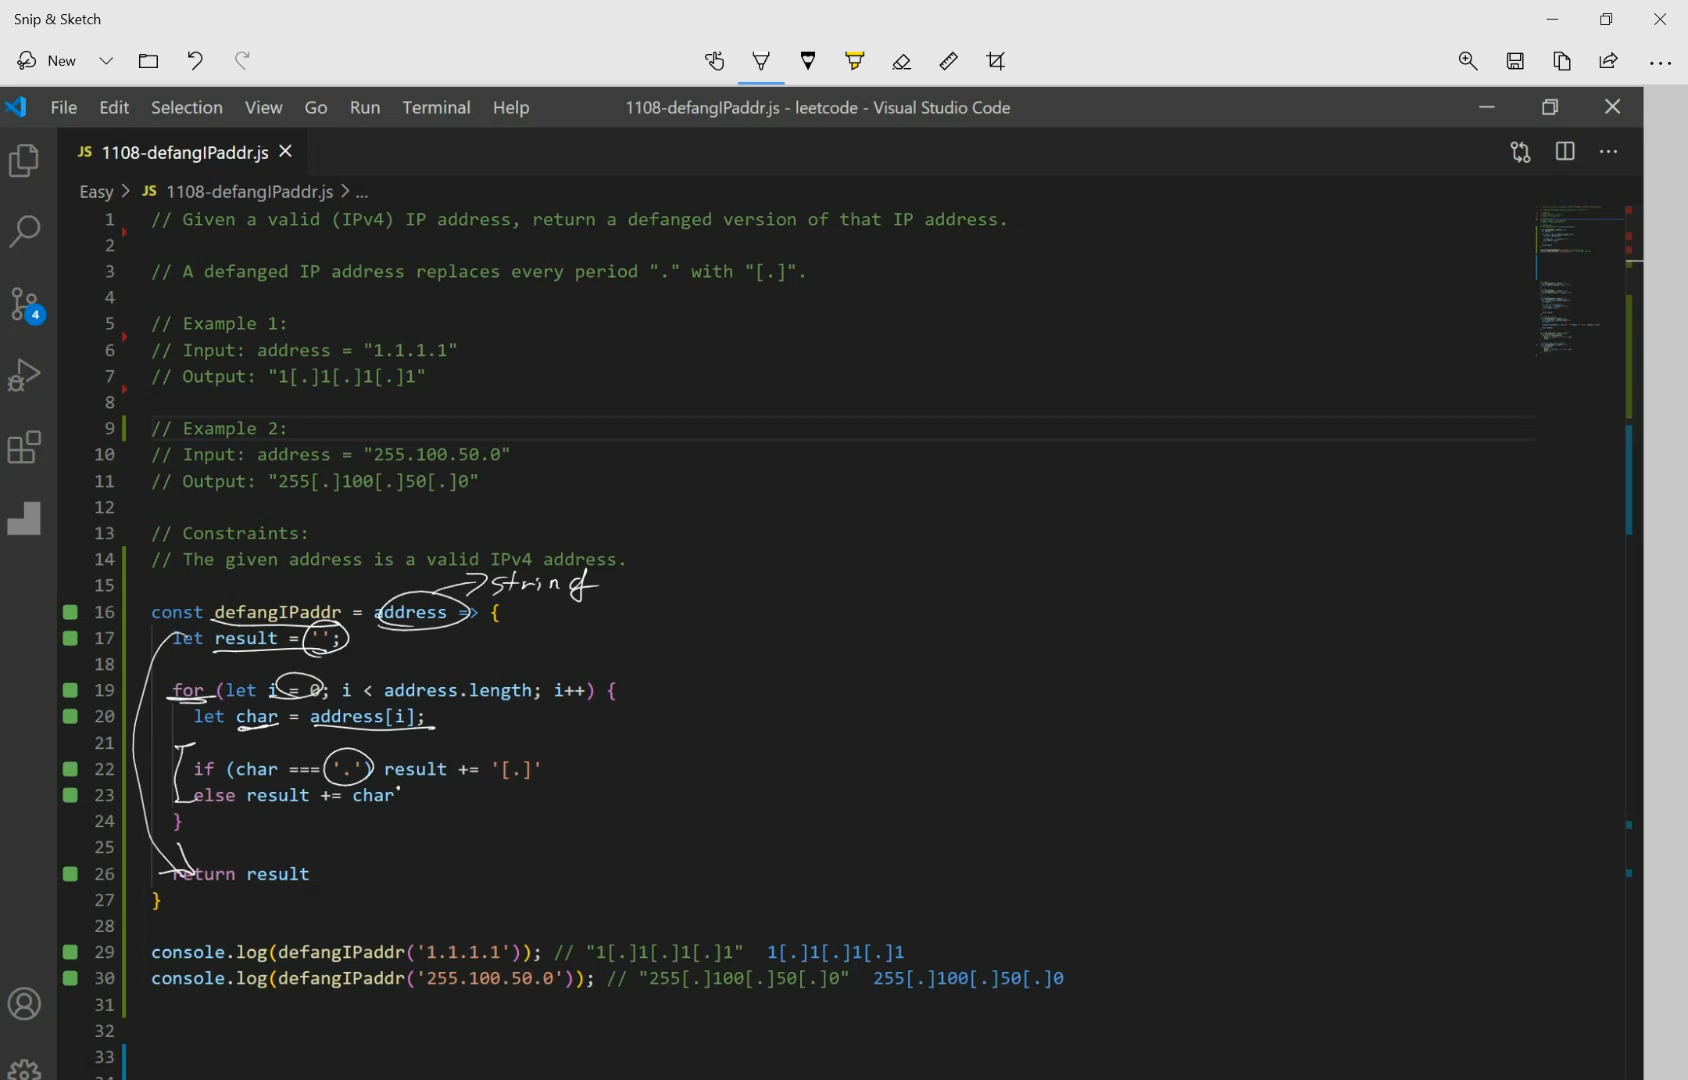 Snip & Sketch
New
File Edit Selection View Go Run Terminal Help 1108-defangIPaddr.js - leetcode - Visual Studio Code
JS 1108-defangIPaddr.js
Easy > JS 1108-defangIPaddr.js > ...
1 // Given a valid (IPv4) IP address, return a defanged version of that IP address.
2
3 // A defanged IP address replaces every period "." with "[.]".
4
4
5 // Example 1:
6 // Input: address = "1.1.1.1"
7 // Output: "1[.]1[.]1[.]1"
8
9 // Example 2:
10 // Input: address = "255.100.50.0"
11 // Output: "255[.]100[.]50[.]0"
12
13 // Constraints:
14 // The given address is a valid IPv4 address.
15
string
16 const defangIPaddr = address => {
17 let result = '';
18
19 for (let i = 0; i < address.length; i++) {
20 let char = address[i];
21
22 if (char === '.') result += '[.]'
23 else result += char
24 }
25
26 return result
27 }
28
29 console.log(defangIPaddr('1.1.1.1')); // "1[.]1[.]1[.]1" 1[.]1[.]1[.]1
30 console.log(defangIPaddr('255.100.50.0')); // "255[.]100[.]50[.]0" 255[.]100[.]50[.]0
31
32
33